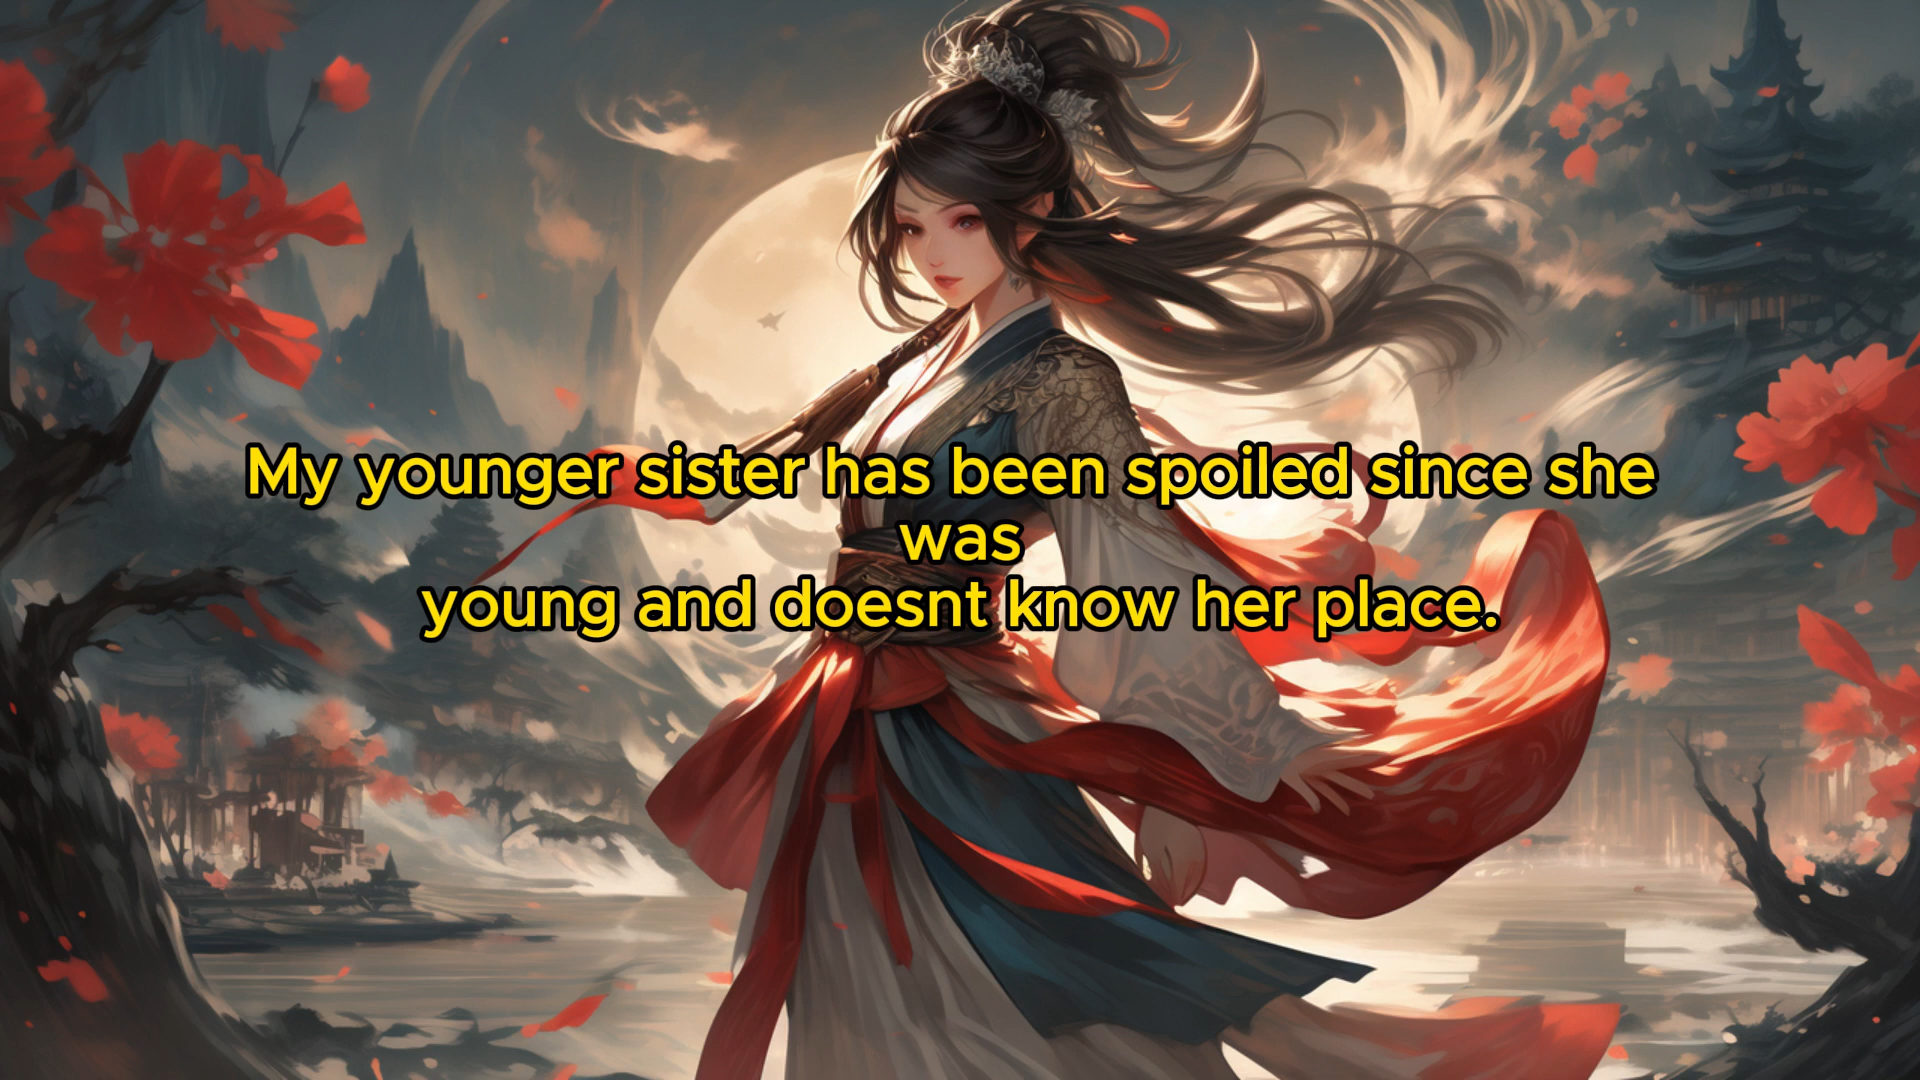 My younger sister has been spoiled since she
was
young and doesnt know her place.